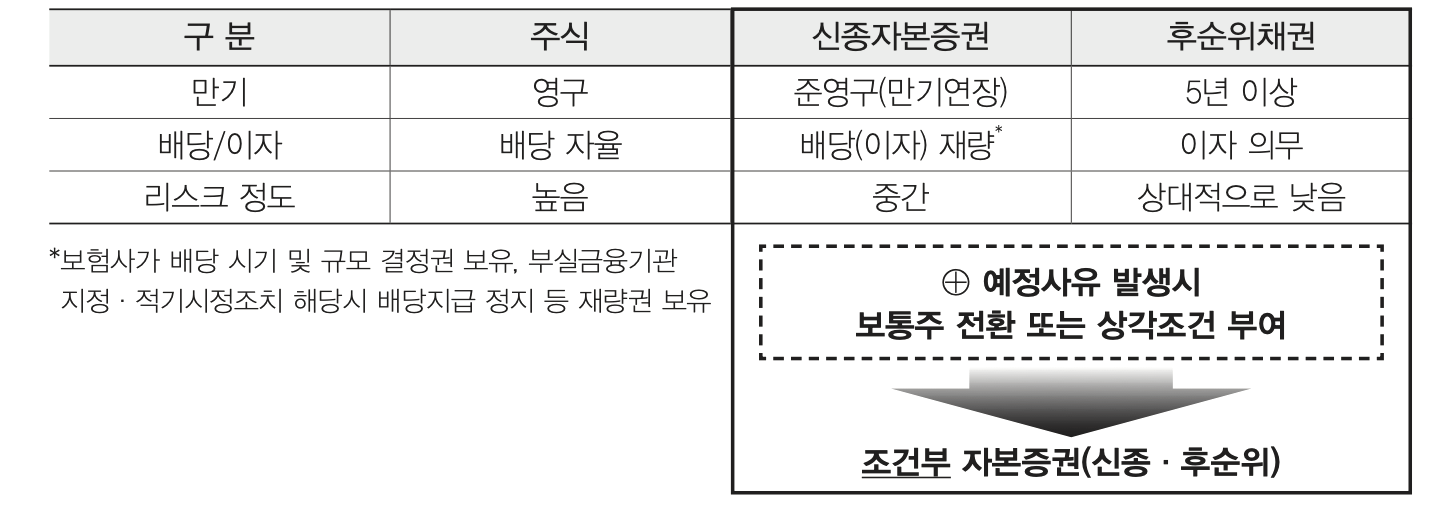 구 분 주식 신종자본증권 후순위채권
만기 영구 준영구(만기연장) 5년 이상
배당/이자 배당 자율 배당(이자) 재량* 이자 의무
리스크 정도 높음 중간 상대적으로 낮음
*보험사가 배당 시기 및 규모 결정권 보유, 부실금융기관
지정 · 적기시정조치 해당시 배당지급 정지 등 재량권 보유
⊕ 예정사유 발생시
보통주 전환 또는 상각조건 부여
조건부 자본증권(신종 · 후순위)